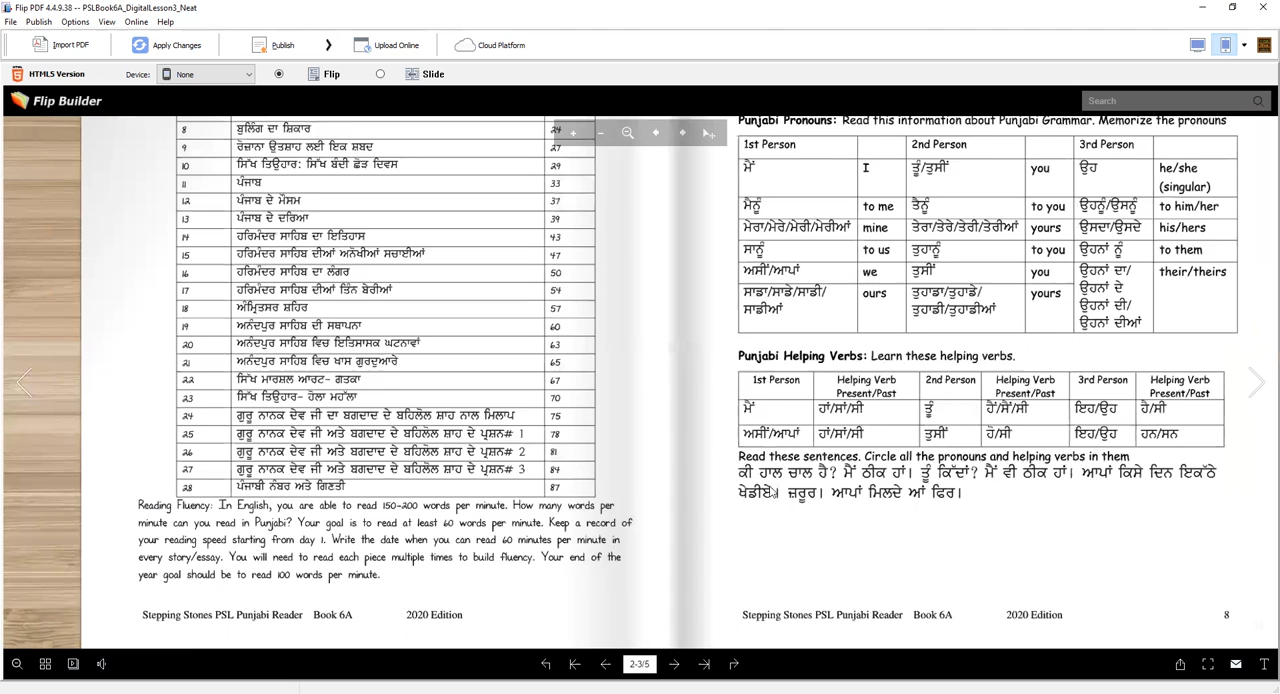 Flip PDF 4.4.9.38 -- PSLBook6A_DigitalLesson3_Neat
File Publish Options View Online Help
Import PDF Apply Changes Publish Upload Online Cloud Platform
HTML5 Version Device: None Flip Slide
Flip Builder Search
8 ਬੁਲਿੰਗ ਦਾ ਸ਼ਿਕਾਰ 24
9 ਰੋਜ਼ਾਨਾ ਉਤਸ਼ਾਹ ਲਈ ਇਕ ਸ਼ਬਦ 27
10 ਸਿੱਖ ਤਿਉਹਾਰ: ਸਿੱਖ ਬੰਦੀ ਛੋੜ ਦਿਵਸ 29
11 ਪੰਜਾਬ 33
12 ਪੰਜਾਬ ਦੇ ਮੌਸਮ 37
13 ਪੰਜਾਬ ਦੇ ਦਰਿਆ 39
14 ਹਰਿਮੰਦਰ ਸਾਹਿਬ ਦਾ ਇਤਿਹਾਸ 43
15 ਹਰਿਮੰਦਰ ਸਾਹਿਬ ਦੀਆਂ ਅਨੋਖੀਆਂ ਸਚਾਈਆਂ 47
16 ਹਰਿਮੰਦਰ ਸਾਹਿਬ ਦਾ ਲੰਗਰ 50
17 ਹਰਿਮੰਦਰ ਸਾਹਿਬ ਦੀਆਂ ਤਿੰਨ ਬੇਰੀਆਂ 54
18 ਅੰਮ੍ਰਿਤਸਰ ਸ਼ਹਿਰ 57
19 ਅਨੰਦਪੁਰ ਸਾਹਿਬ ਦੀ ਸਥਾਪਨਾ 60
20 ਅਨੰਦਪੁਰ ਸਾਹਿਬ ਵਿਚ ਇਤਿਸਾਸਕ ਘਟਨਾਵਾਂ 63
21 ਅਨੰਦਪੁਰ ਸਾਹਿਬ ਵਿਚ ਖਾਸ ਗੁਰਦੁਆਰੇ 65
22 ਸਿੱਖ ਮਾਰਸ਼ਲ ਆਰਟ- ਗਤਕਾ 67
23 ਸਿੱਖ ਤਿਉਹਾਰ- ਹੋਲਾ ਮਹੱਲਾ 70
24 ਗੁਰੂ ਨਾਨਕ ਦੇਵ ਜੀ ਦਾ ਬਗਦਾਦ ਦੇ ਬਹਿਲੋਲ ਸ਼ਾਹ ਨਾਲ ਮਿਲਾਪ 75
25 ਗੁਰੂ ਨਾਨਕ ਦੇਵ ਜੀ ਅਤੇ ਬਗਦਾਦ ਦੇ ਬਹਿਲੋਲ ਸ਼ਾਹ ਦੇ ਪ੍ਰਸ਼ਨ# 1 78
26 ਗੁਰੂ ਨਾਨਕ ਦੇਵ ਜੀ ਅਤੇ ਬਗਦਾਦ ਦੇ ਬਹਿਲੋਲ ਸ਼ਾਹ ਦੇ ਪ੍ਰਸ਼ਨ# 2 81
27 ਗੁਰੂ ਨਾਨਕ ਦੇਵ ਜੀ ਅਤੇ ਬਗਦਾਦ ਦੇ ਬਹਿਲੋਲ ਸ਼ਾਹ ਦੇ ਪ੍ਰਸ਼ਨ# 3 84
28 ਪੰਜਾਬੀ ਨੰਬਰ ਅਤੇ ਗਿਣਤੀ 87
Reading Fluency: In English, you are able to read 150-200 words per minute. How many words per
minute can you read in Punjabi? Your goal is to read at least 60 words per minute. Keep a record of
your reading speed starting from day 1. Write the date when you can read 60 minutes per minute in
every story/essay. You will need to read each piece multiple times to build fluency. Your end of the
year goal should be to read 100 words per minute.
Stepping Stones PSL Punjabi Reader Book 6A 2020 Edition
Punjabi Pronouns: Read this information about Punjabi Grammar. Memorize the pronouns
1st Person 2nd Person 3rd Person
ਮੈਂ I ਤੂੰ/ਤੁਸੀਂ you ਉਹ he/she
(singular)
ਮੈਨੂੰ to me ਤੈਨੂੰ to you ਉਹਨੂੰ/ਉਸਨੂੰ to him/her
ਮੇਰਾ/ਮੇਰੇ/ਮੇਰੀ/ਮੇਰੀਆਂ mine ਤੇਰਾ/ਤੇਰੇ/ਤੇਰੀ/ਤੇਰੀਆਂ yours ਉਸਦਾ/ਉਸਦੇ his/hers
ਸਾਨੂੰ to us ਤੁਹਾਨੂੰ to you ਉਹਨਾਂ ਨੂੰ to them
ਅਸੀਂ/ਆਪਾਂ we ਤੁਸੀਂ you ਉਹਨਾਂ ਦਾ/ their/theirs
ਸਾਡਾ/ਸਾਡੇ/ਸਾਡੀ/ ours ਤੁਹਾਡਾ/ਤੁਹਾਡੇ/ yours ਉਹਨਾਂ ਦੇ
ਸਾਡੀਆਂ ਤੁਹਾਡੀ/ਤੁਹਾਡੀਆਂ ਉਹਨਾਂ ਦੀ/
ਉਹਨਾਂ ਦੀਆਂ
Punjabi Helping Verbs: Learn these helping verbs.
1st Person Helping Verb 2nd Person Helping Verb 3rd Person Helping Verb
Present/Past Present/Past Present/Past
ਮੈਂ ਹਾਂ/ਸਾਂ/ਸੀ ਤੂੰ ਹੈਂ/ਸੈਂ/ਸੀ ਇਹ/ਉਹ ਹੈ/ਸੀ
ਅਸੀਂ/ਆਪਾਂ ਹਾਂ/ਸਾਂ/ਸੀ ਤੁਸੀਂ ਹੋ/ਸੀ ਇਹ/ਉਹ ਹਨ/ਸਨ
Read these sentences. Circle all the pronouns and helping verbs in them
ਕੀ ਹਾਲ ਚਾਲ ਹੈ? ਮੈਂ ਠੀਕ ਹਾਂ। ਤੂੰ ਕਿੱਦਾਂ? ਮੈਂ ਵੀ ਠੀਕ ਹਾਂ। ਆਪਾਂ ਕਿਸੇ ਦਿਨ ਇਕੱਠੇ
ਖੇਡੀਏ। ਜ਼ਰੂਰ। ਆਪਾਂ ਮਿਲਦੇ ਆਂ ਫਿਰ।
Stepping Stones PSL Punjabi Reader Book 6A 2020 Edition 8
2-3/5